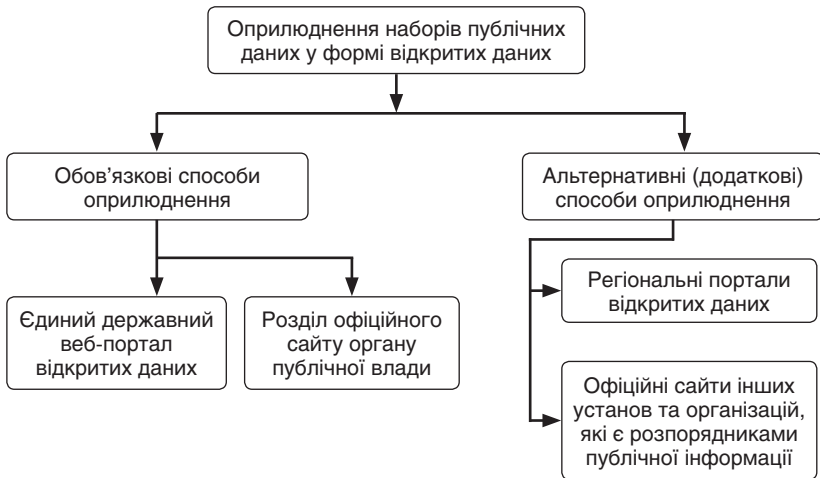 Оприлюднення наборів публічних
даних у формі відкритих даних
Обов’язкові способи
оприлюднення
Альтернативні (додаткові)
способи оприлюднення
Єдиний державний
веб-портал
відкритих даних
Розділ офіційного
сайту органу
публічної влади
Регіональні портали
відкритих даних
Офіційні сайти інших
установ та організацій,
які є розпорядниками
публічної інформації